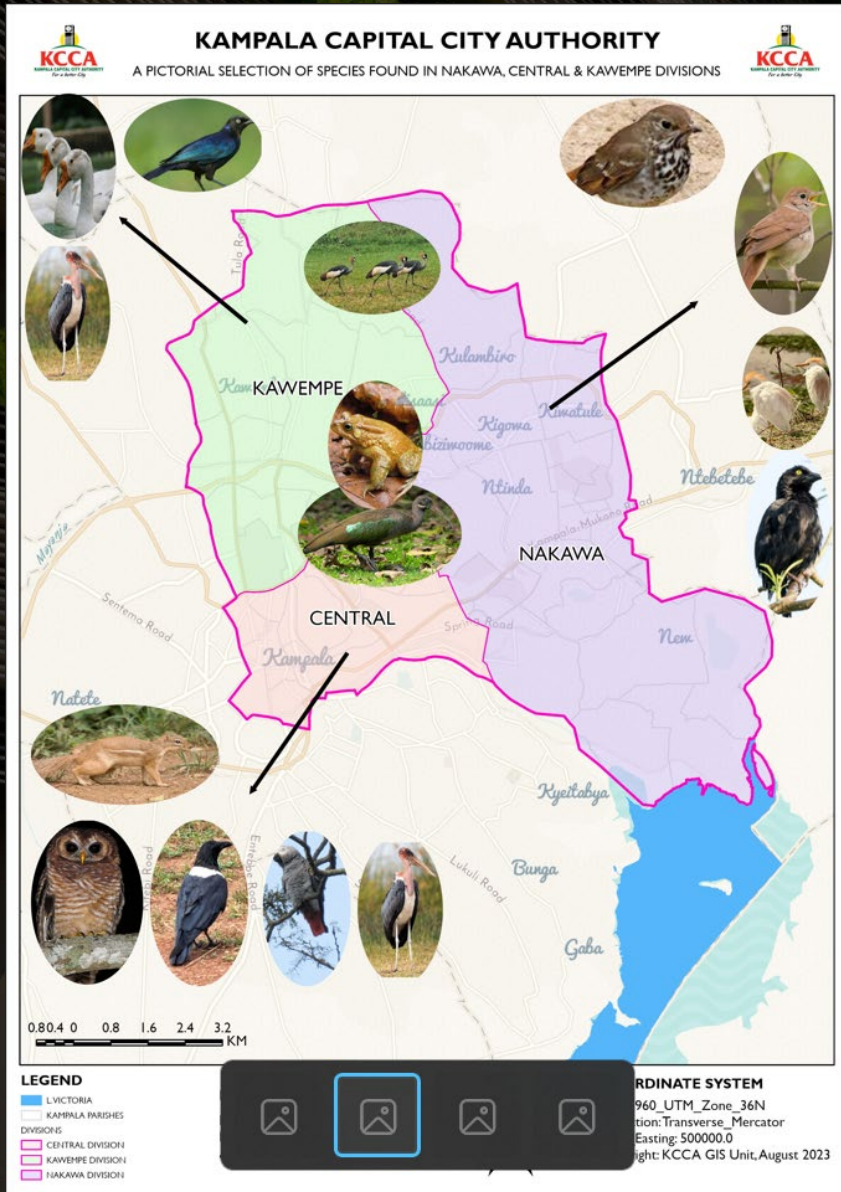 KAMPALA CAPITAL CITY AUTHORITY
A PICTORIAL SELECTION OF SPECIES FOUND IN NAKAWA, CENTRAL & KAWEMPE DIVISIONS
KCCA
KAMPALA CAPITAL CITY AUTHORITY
For a better City
KCCA
KAMPALA CAPITAL CITY AUTHORITY
For a better City
Tula Road
Kulambiro
KAWEMPE
Kiwatule
Kigowa
Ntinda
Ntebetebe
Kampala-Mukono Road
Mayanja
NAKAWA
Sentema Road
CENTRAL
Spring Road
New
Kampala
Natete
Kyeitabya
Entebbe Road
Lukuli Road
Bunga
Gaba
0.8 0.4 0 0.8 1.6 2.4 3.2
KM
LEGEND
L.VICTORIA
KAMPALA PARISHES
DIVISIONS
CENTRAL DIVISION
KAWEMPE DIVISION
NAKAWA DIVISION
RDINATE SYSTEM
960_UTM_Zone_36N
tion: Transverse_Mercator
Easting: 500000.0
ight: KCCA GIS Unit, August 2023